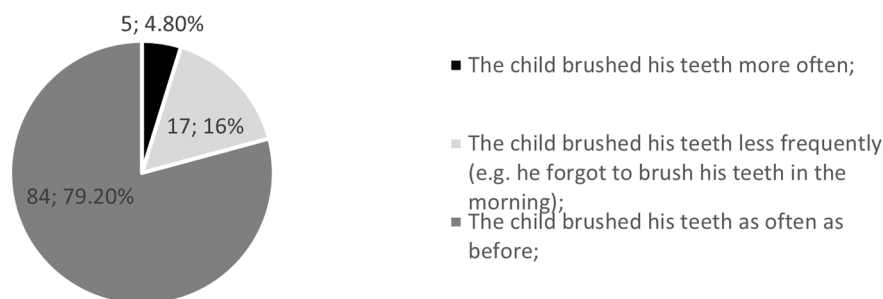 5; 4.80%
17; 16%
84; 79.20%
The child brushed his teeth more often;
The child brushed his teeth less frequently
(e.g. he forgot to brush his teeth in the
morning);
The child brushed his teeth as often as
before;